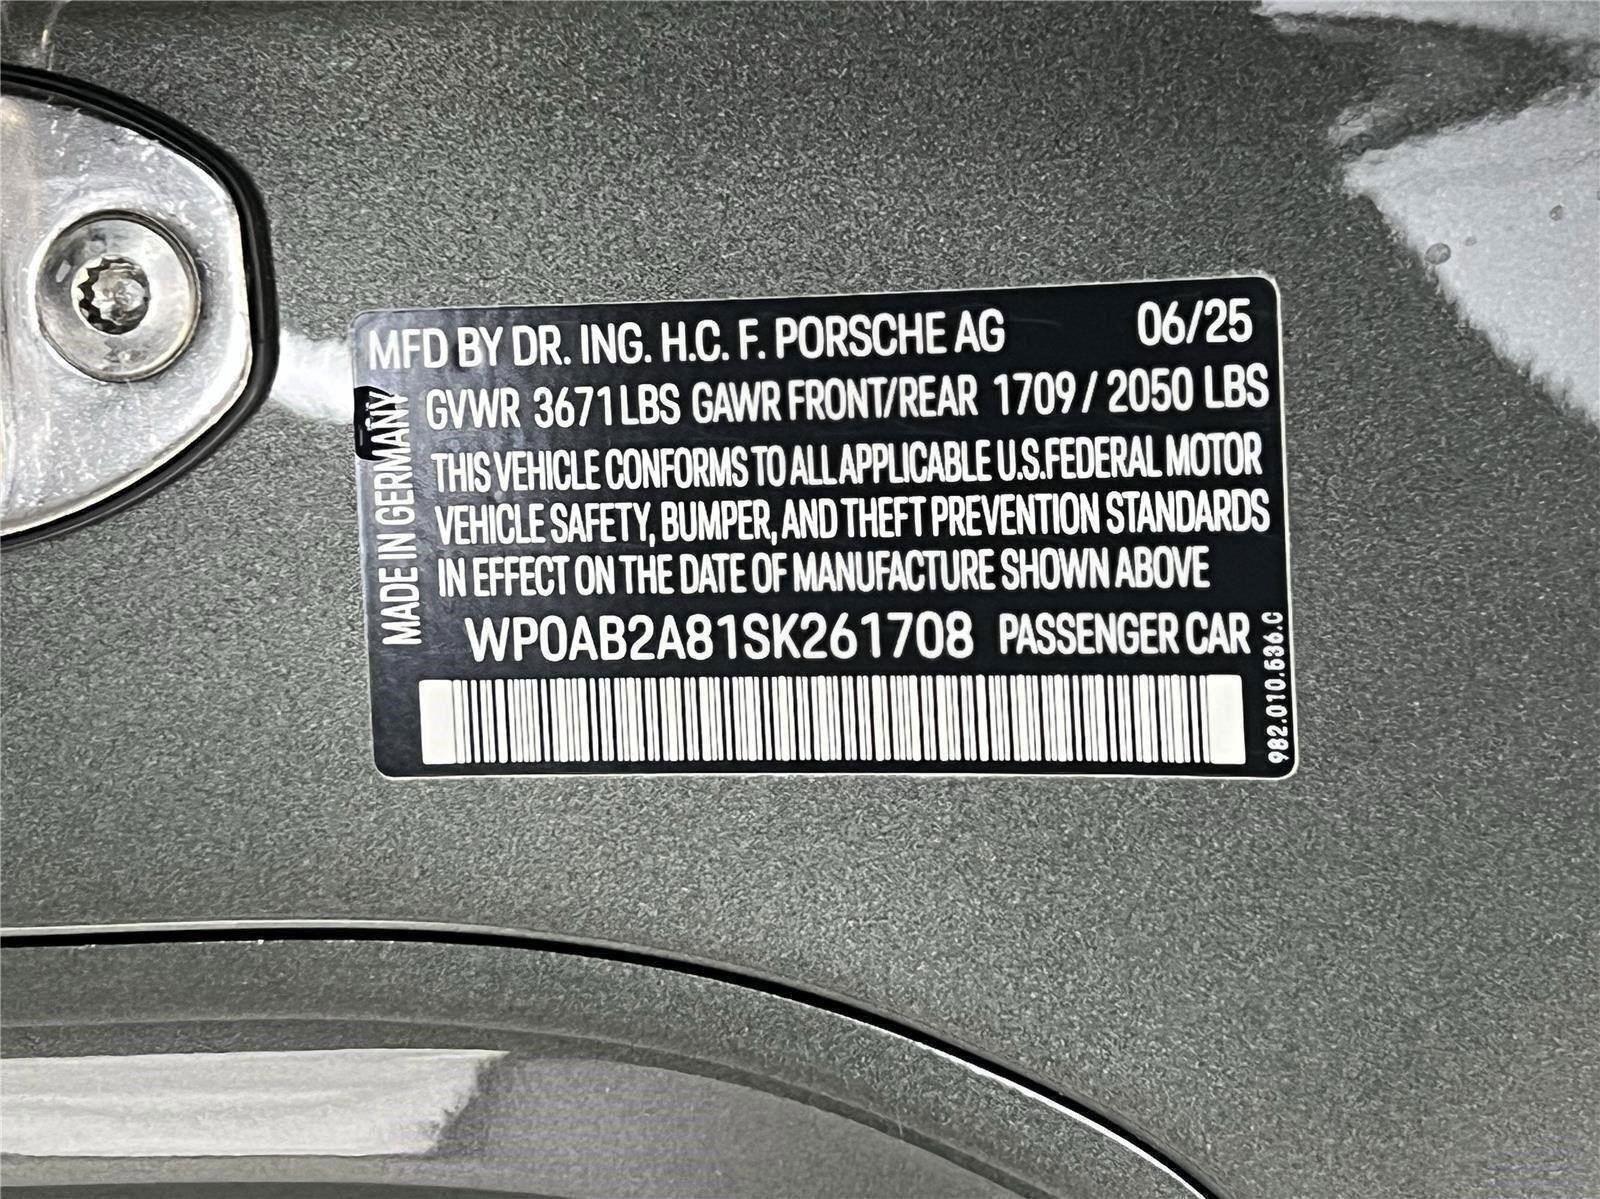 MFD BY DR. ING. H.C. F. PORSCHE AG 06/25
GVWR 3671 LBS GAWR FRONT/REAR 1709 / 2050 LBS
THIS VEHICLE CONFORMS TO ALL APPLICABLE U.S. FEDERAL MOTOR
VEHICLE SAFETY, BUMPER, AND THEFT PREVENTION STANDARDS
IN EFFECT ON THE DATE OF MANUFACTURE SHOWN ABOVE
WP0AB2A81SK261708 PASSENGER CAR
MADE IN GERMANY
982.010.636.C